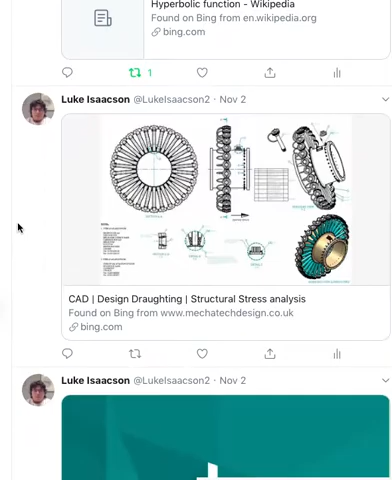 Hyperbolic function - Wikipedia
Found on Bing from en.wikipedia.org
bing.com
1
Luke Isaacson @LukeIsaacson2 · Nov 2
CAD | Design Draughting | Structural Stress analysis
Found on Bing from www.mechatechdesign.co.uk
bing.com
Luke Isaacson @LukeIsaacson2 · Nov 2